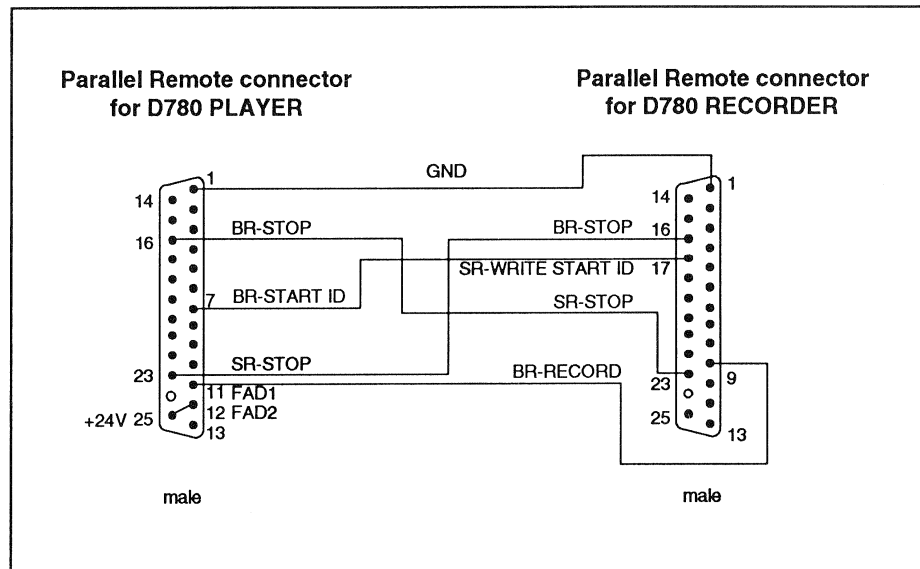 Parallel Remote connector
for D780 PLAYER
Parallel Remote connector
for D780 RECORDER
1
GND
1
14
14
16
BR-STOP
BR-STOP
16
SR-WRITE START ID
17
7
BR-START ID
SR-STOP
SR-STOP
BR-RECORD
23
23
9
11 FAD1
12 FAD2
+24V 25
25
13
13
male
male